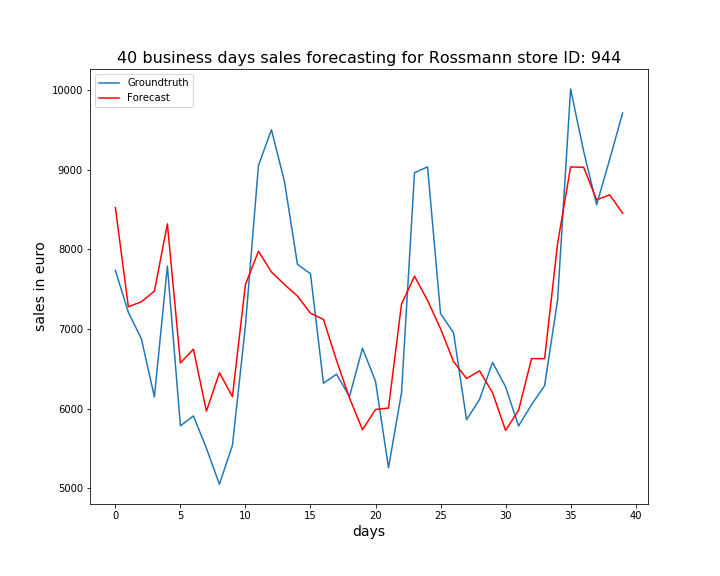 40 business days sales forecasting for Rossmann store ID: 944
Groundtruth
Forecast
10000
9000
8000
7000
6000
5000
sales in euro
0 5 10 15 20 25 30 35 40
days